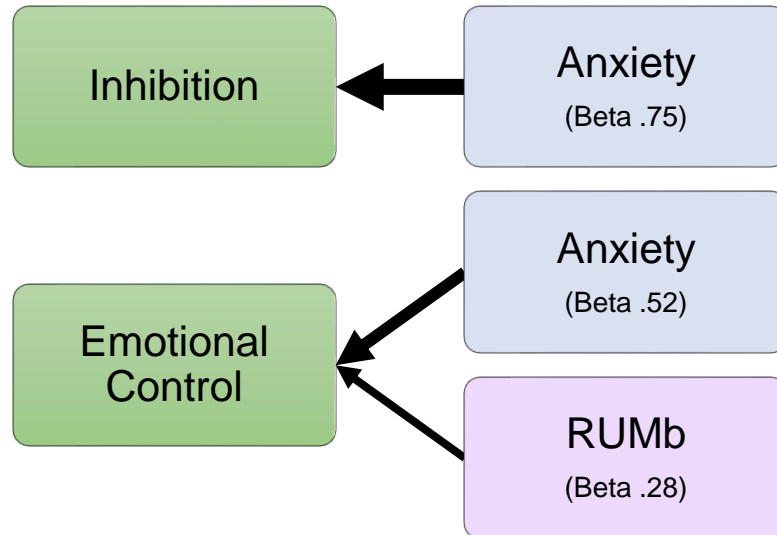 Inhibition
Anxiety
(Beta .75)
Anxiety
(Beta .52)
Emotional
Control
RUMb
(Beta .28)